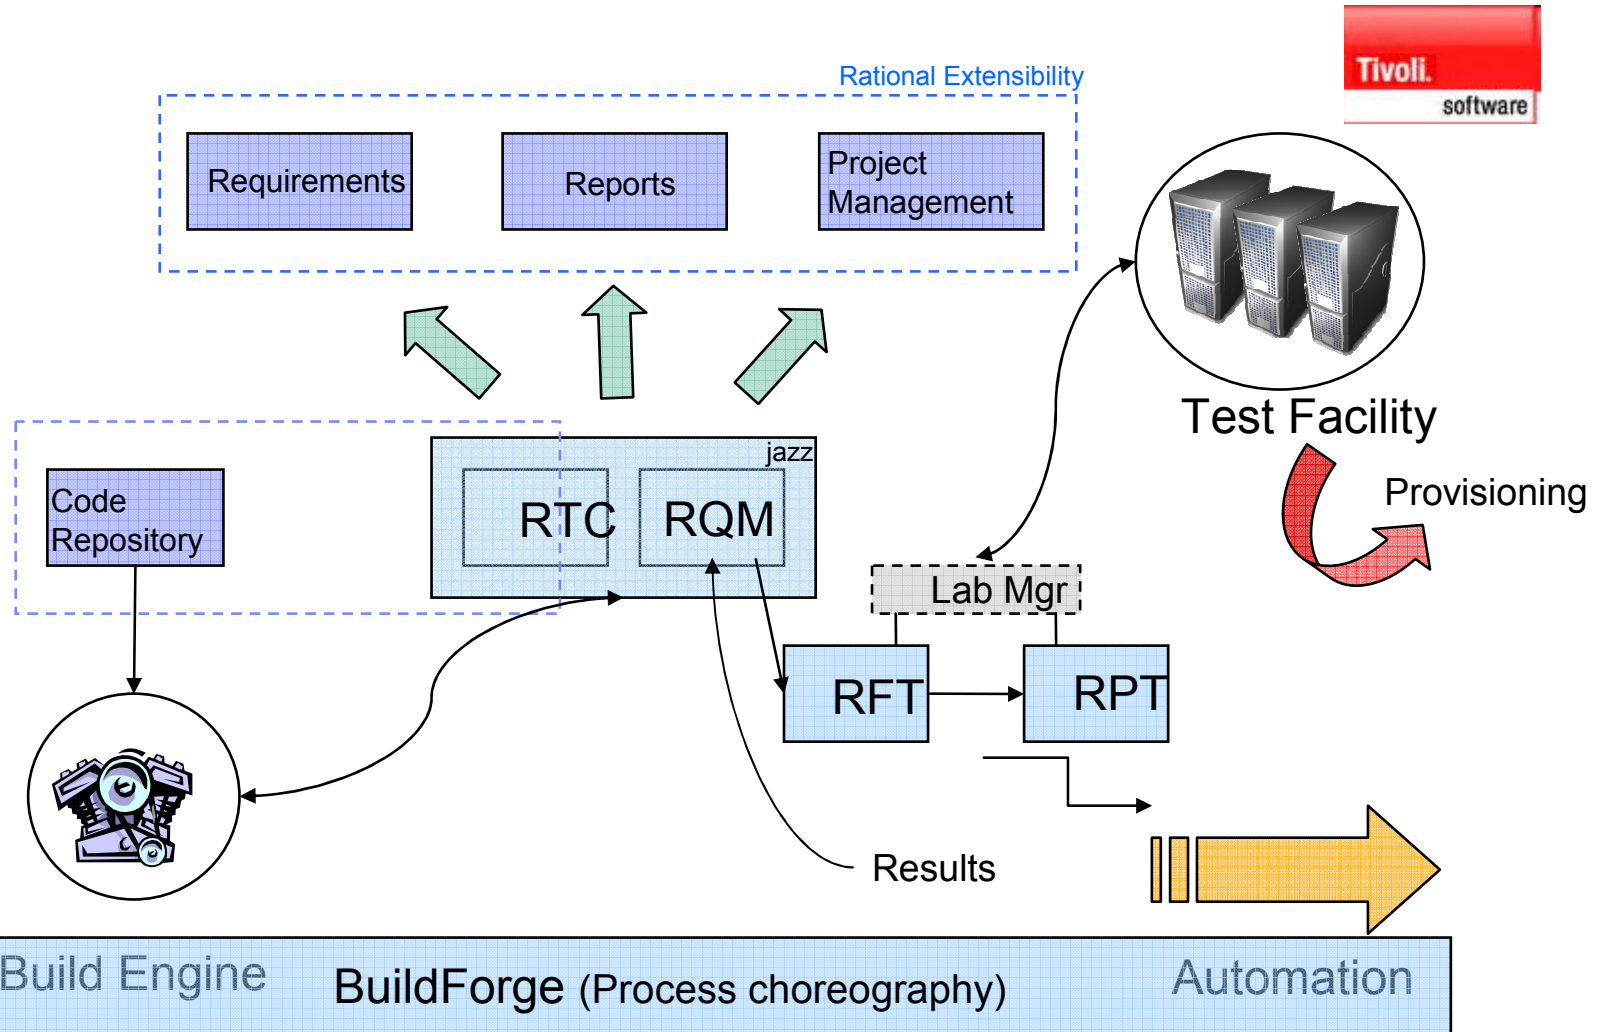 Tivoli.
software
Rational Extensibility
Requirements
Reports
Project
Management
Test Facility
Provisioning
jazz
Code
Repository
RTC
RQM
Lab Mgr
RFT
RPT
Results
Build Engine
BuildForge (Process choreography)
Automation